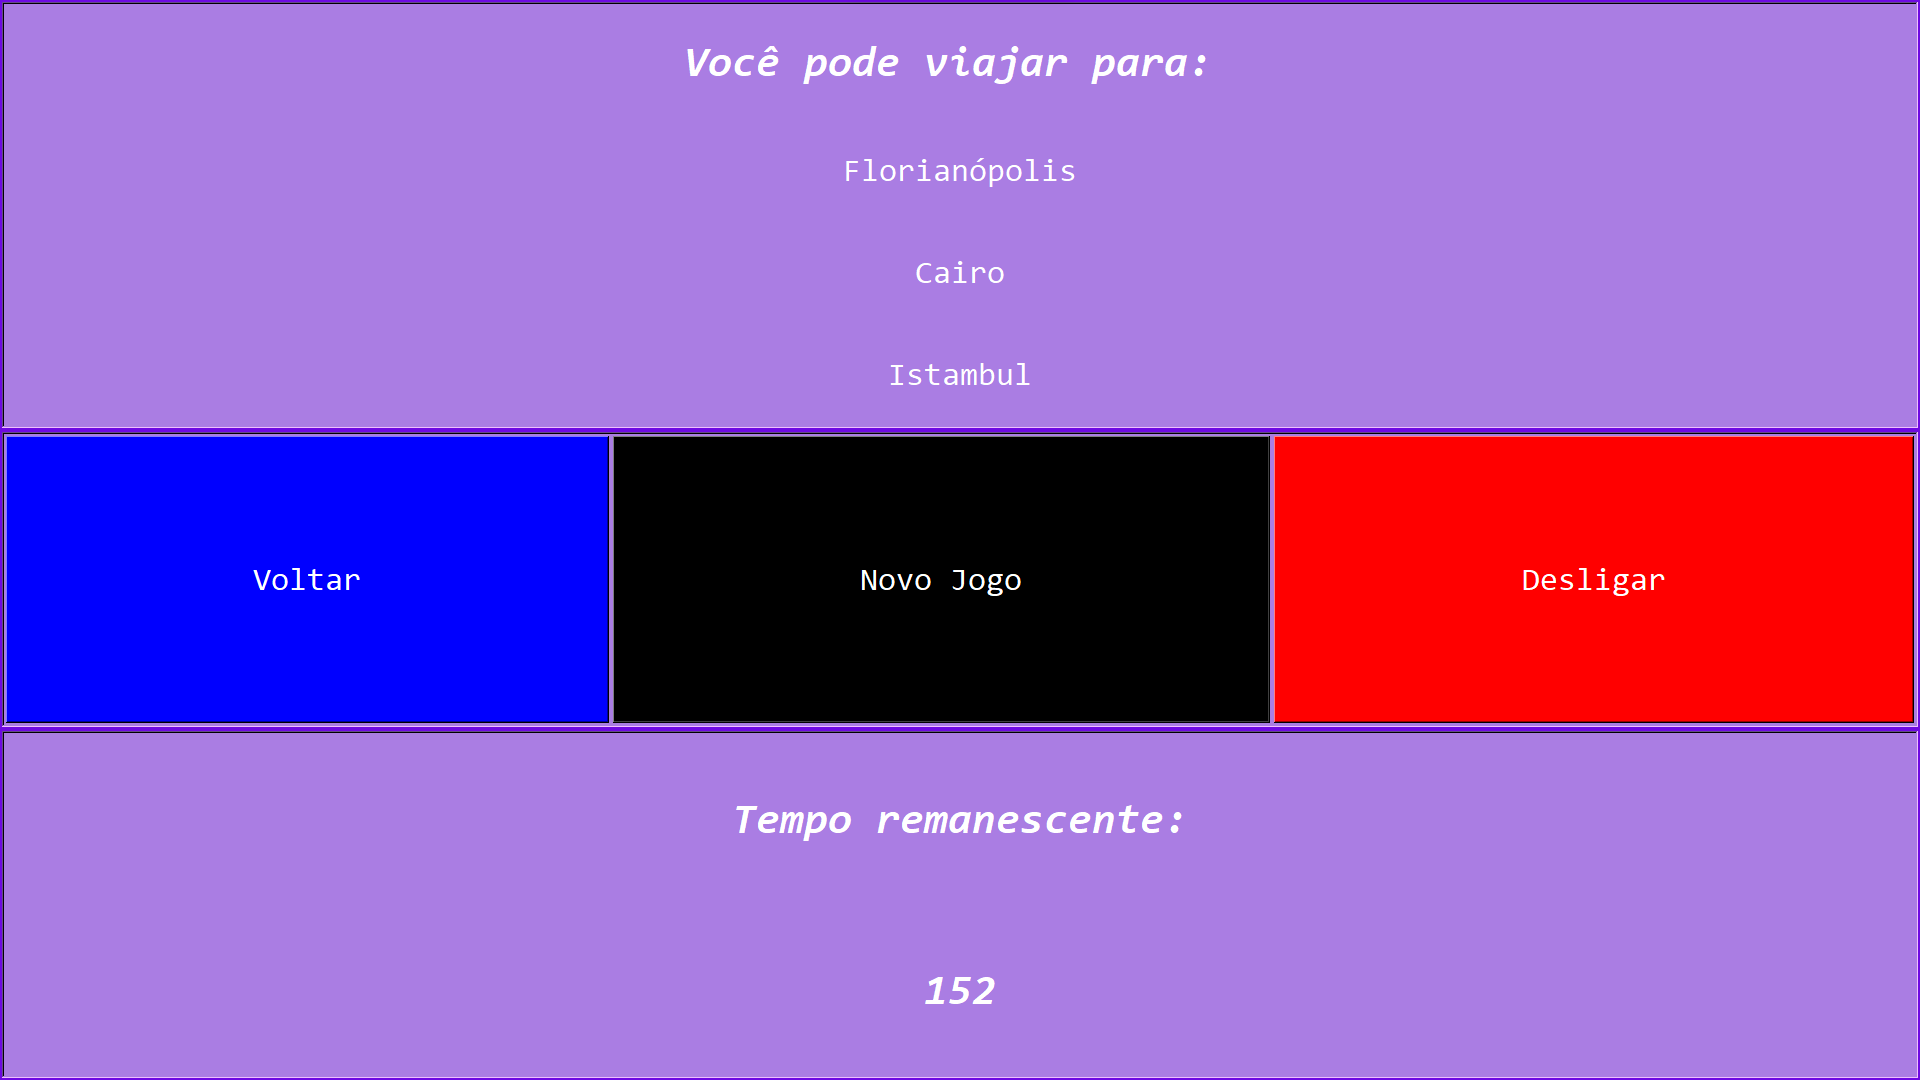 Você pode viajar para:
Florianópolis
Cairo
Istambul
Voltar
Novo Jogo
Desligar
Tempo remanescente:
152